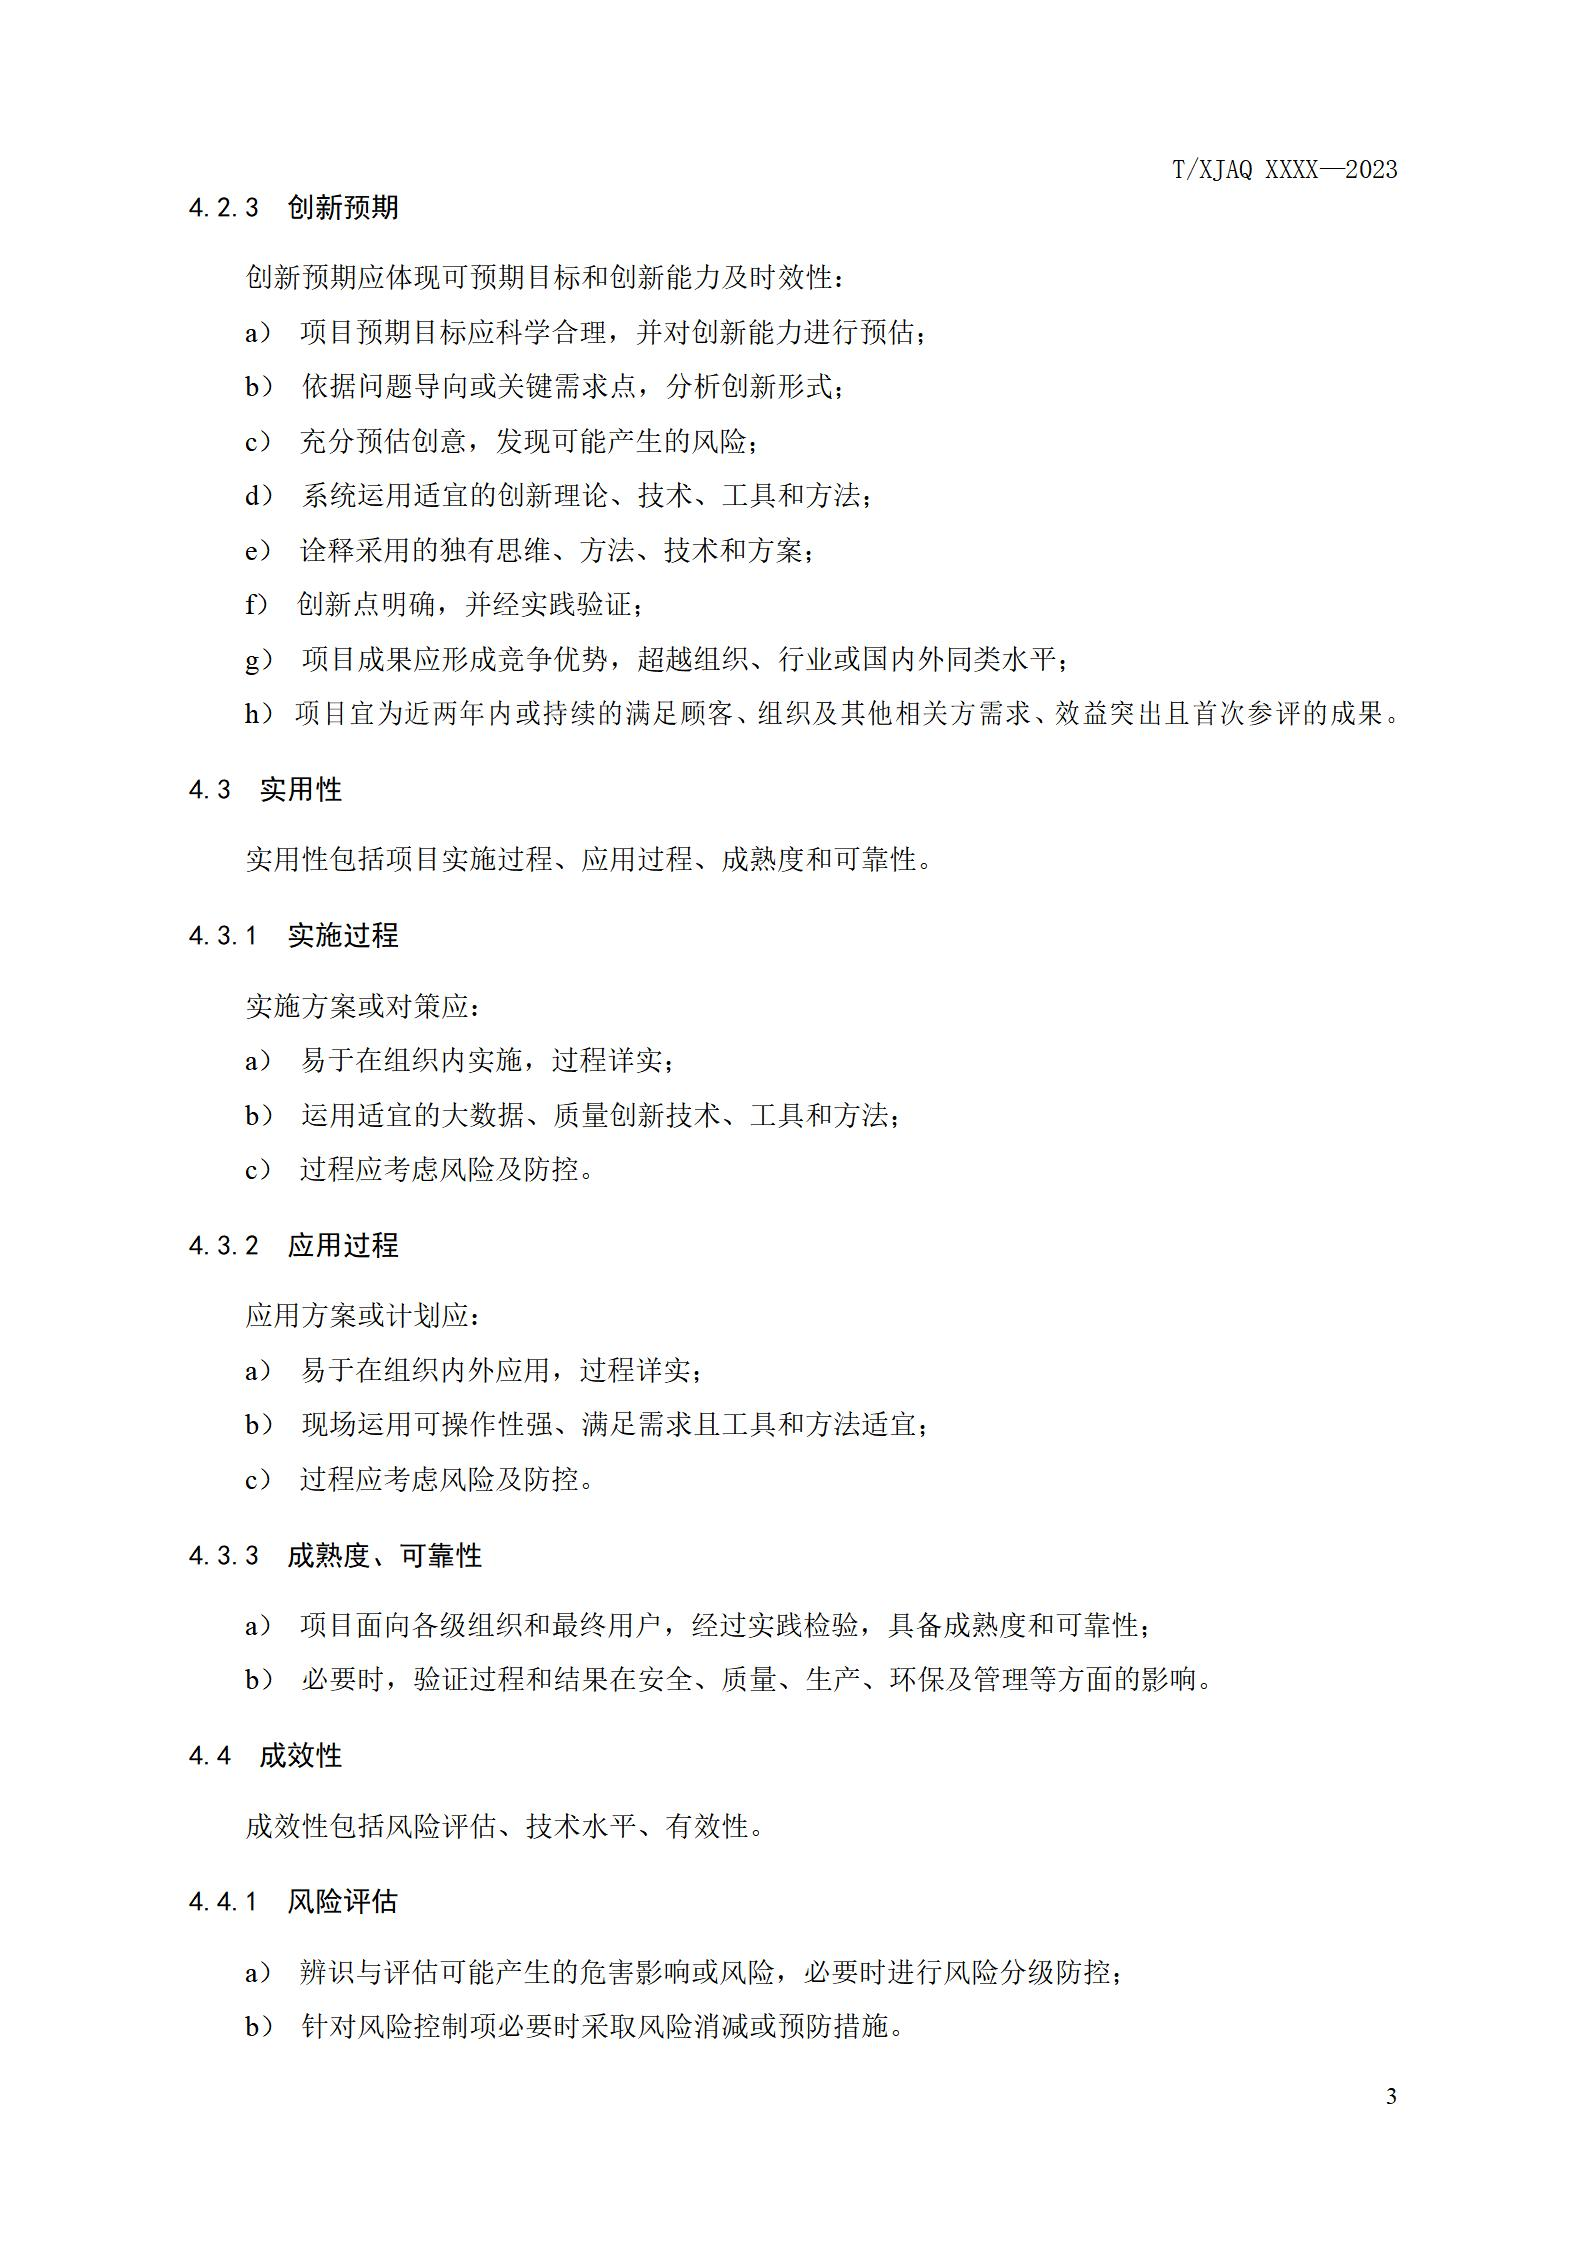 T/XJAQ XXXX—2023
4.2.3 创新预期
创新预期应体现可预期目标和创新能力及时效性：
a） 项目预期目标应科学合理，并对创新能力进行预估；
b） 依据问题导向或关键需求点，分析创新形式；
c） 充分预估创意，发现可能产生的风险；
d） 系统运用适宜的创新理论、技术、工具和方法；
e） 诠释采用的独有思维、方法、技术和方案；
f） 创新点明确，并经实践验证；
g） 项目成果应形成竞争优势，超越组织、行业或国内外同类水平；
h） 项目宜为近两年内或持续的满足顾客、组织及其他相关方需求、效益突出且首次参评的成果。
4.3 实用性
实用性包括项目实施过程、应用过程、成熟度和可靠性。
4.3.1 实施过程
实施方案或对策应：
a） 易于在组织内实施，过程详实；
b） 运用适宜的大数据、质量创新技术、工具和方法；
c） 过程应考虑风险及防控。
4.3.2 应用过程
应用方案或计划应：
a） 易于在组织内外应用，过程详实；
b） 现场运用可操作性强、满足需求且工具和方法适宜；
c） 过程应考虑风险及防控。
4.3.3 成熟度、可靠性
a） 项目面向各级组织和最终用户，经过实践检验，具备成熟度和可靠性；
b） 必要时，验证过程和结果在安全、质量、生产、环保及管理等方面的影响。
4.4 成效性
成效性包括风险评估、技术水平、有效性。
4.4.1 风险评估
a） 辨识与评估可能产生的危害影响或风险，必要时进行风险分级防控；
b） 针对风险控制项必要时采取风险消减或预防措施。
3